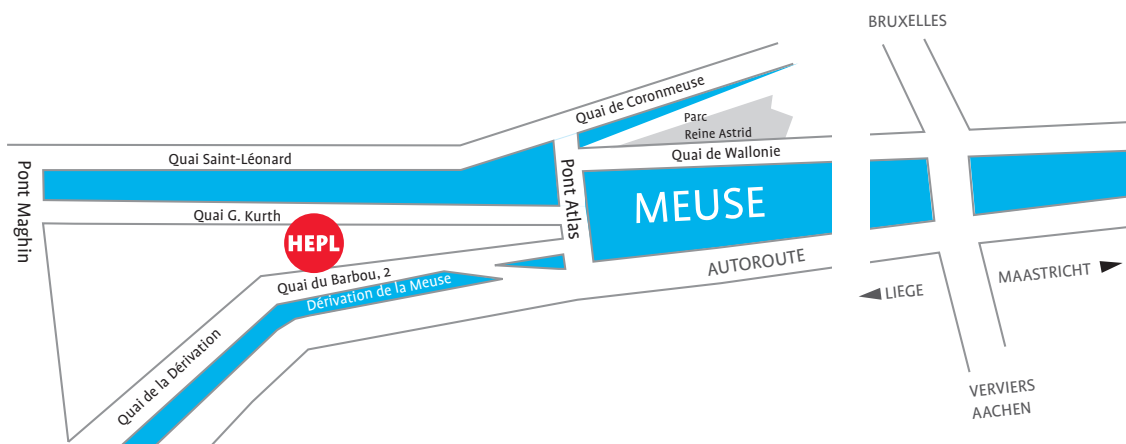 BRUXELLES
Quai de Coronmeuse
Parc
Reine Astrid
Quai Saint-Léonard
Quai de Wallonie
Pont Maghin
Pont Atlas
MEUSE
Quai G. Kurth
HEPL
Quai du Barbou, 2
Dérivation de la Meuse
AUTOROUTE
MAASTRICHT
LIEGE
Quai de la Dérivation
VERVIERS
AACHEN